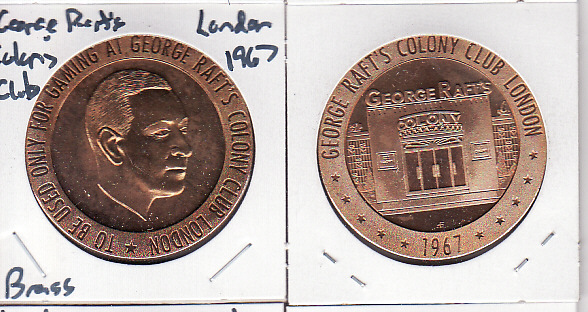 George Raft's
Colony
Club
London
1967
TO BE USED ONLY FOR GAMING AT GEORGE RAFT'S COLONY CLUB LONDON
Brass
GEORGE RAFT'S COLONY CLUB LONDON
GEORGE RAFT'S
COLONY
1967